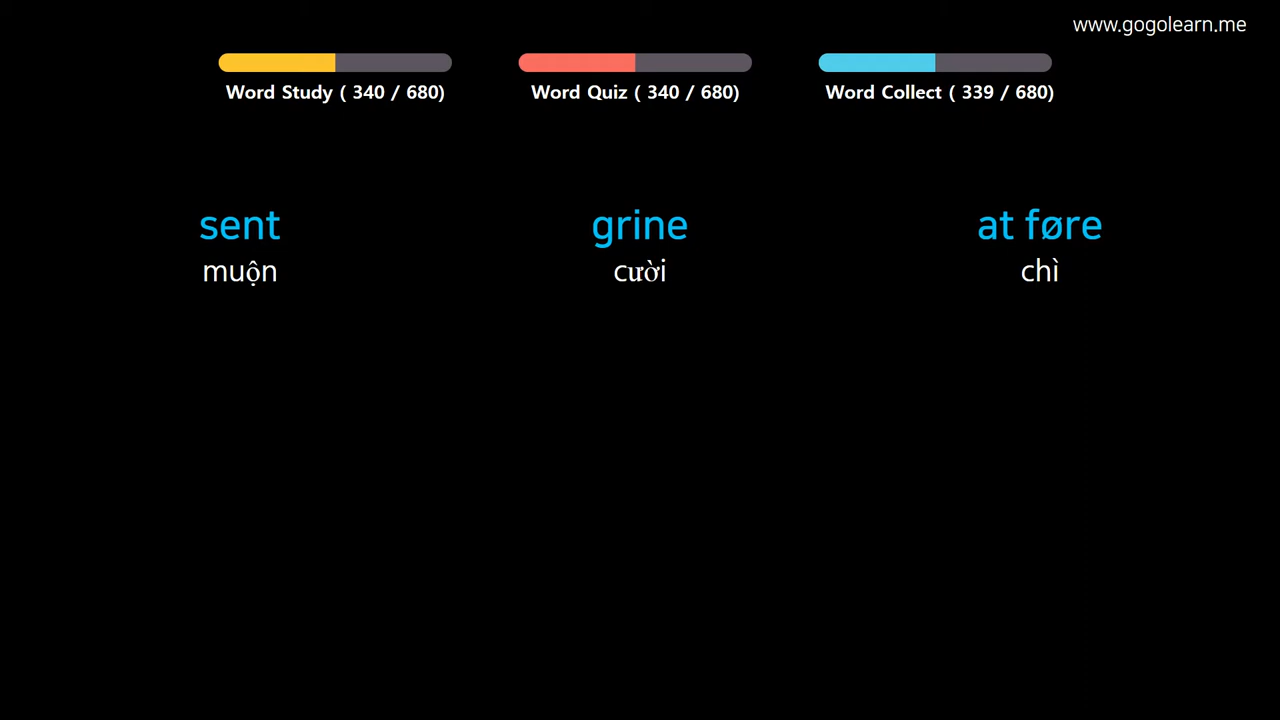 www.gogolearn.me
Word Study ( 340 / 680)
Word Quiz ( 340 / 680)
Word Collect ( 339 / 680)
sent
muộn
grine
cười
at føre
chì